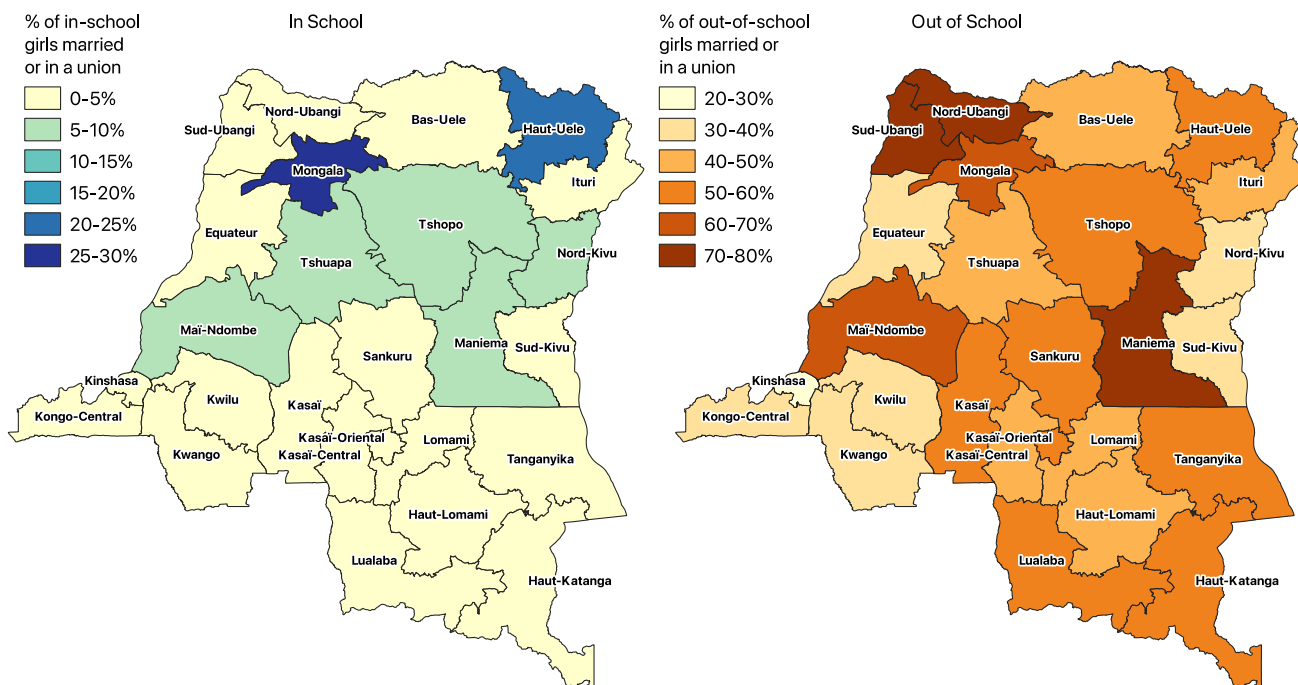 % of in-school
girls married
or in a union
0-5%
5-10%
10-15%
15-20%
20-25%
25-30%
In School
Nord-Ubangi
Sud-Ubangi
Bas-Uele
Haut-Uele
Mongala
Ituri
Equateur
Tshopo
Tshuapa
Nord-Kivu
Maï-Ndombe
Maniema
Sud-Kivu
Sankuru
Kinshasa
Kongo-Central
Kwilu
Kasaï
Kwango
Kasaï-Oriental
Kasaï-Central
Lomami
Tanganyika
Haut-Lomami
Lualaba
Haut-Katanga
% of out-of-school
girls married or
in a union
20-30%
30-40%
40-50%
50-60%
60-70%
70-80%
Out of School
Nord-Ubangi
Sud-Ubangi
Bas-Uele
Haut-Uele
Mongala
Ituri
Equateur
Tshopo
Tshuapa
Nord-Kivu
Maï-Ndombe
Maniema
Sud-Kivu
Sankuru
Kinshasa
Kongo-Central
Kwilu
Kasaï
Kwango
Kasaï-Oriental
Kasaï-Central
Lomami
Tanganyika
Haut-Lomami
Lualaba
Haut-Katanga